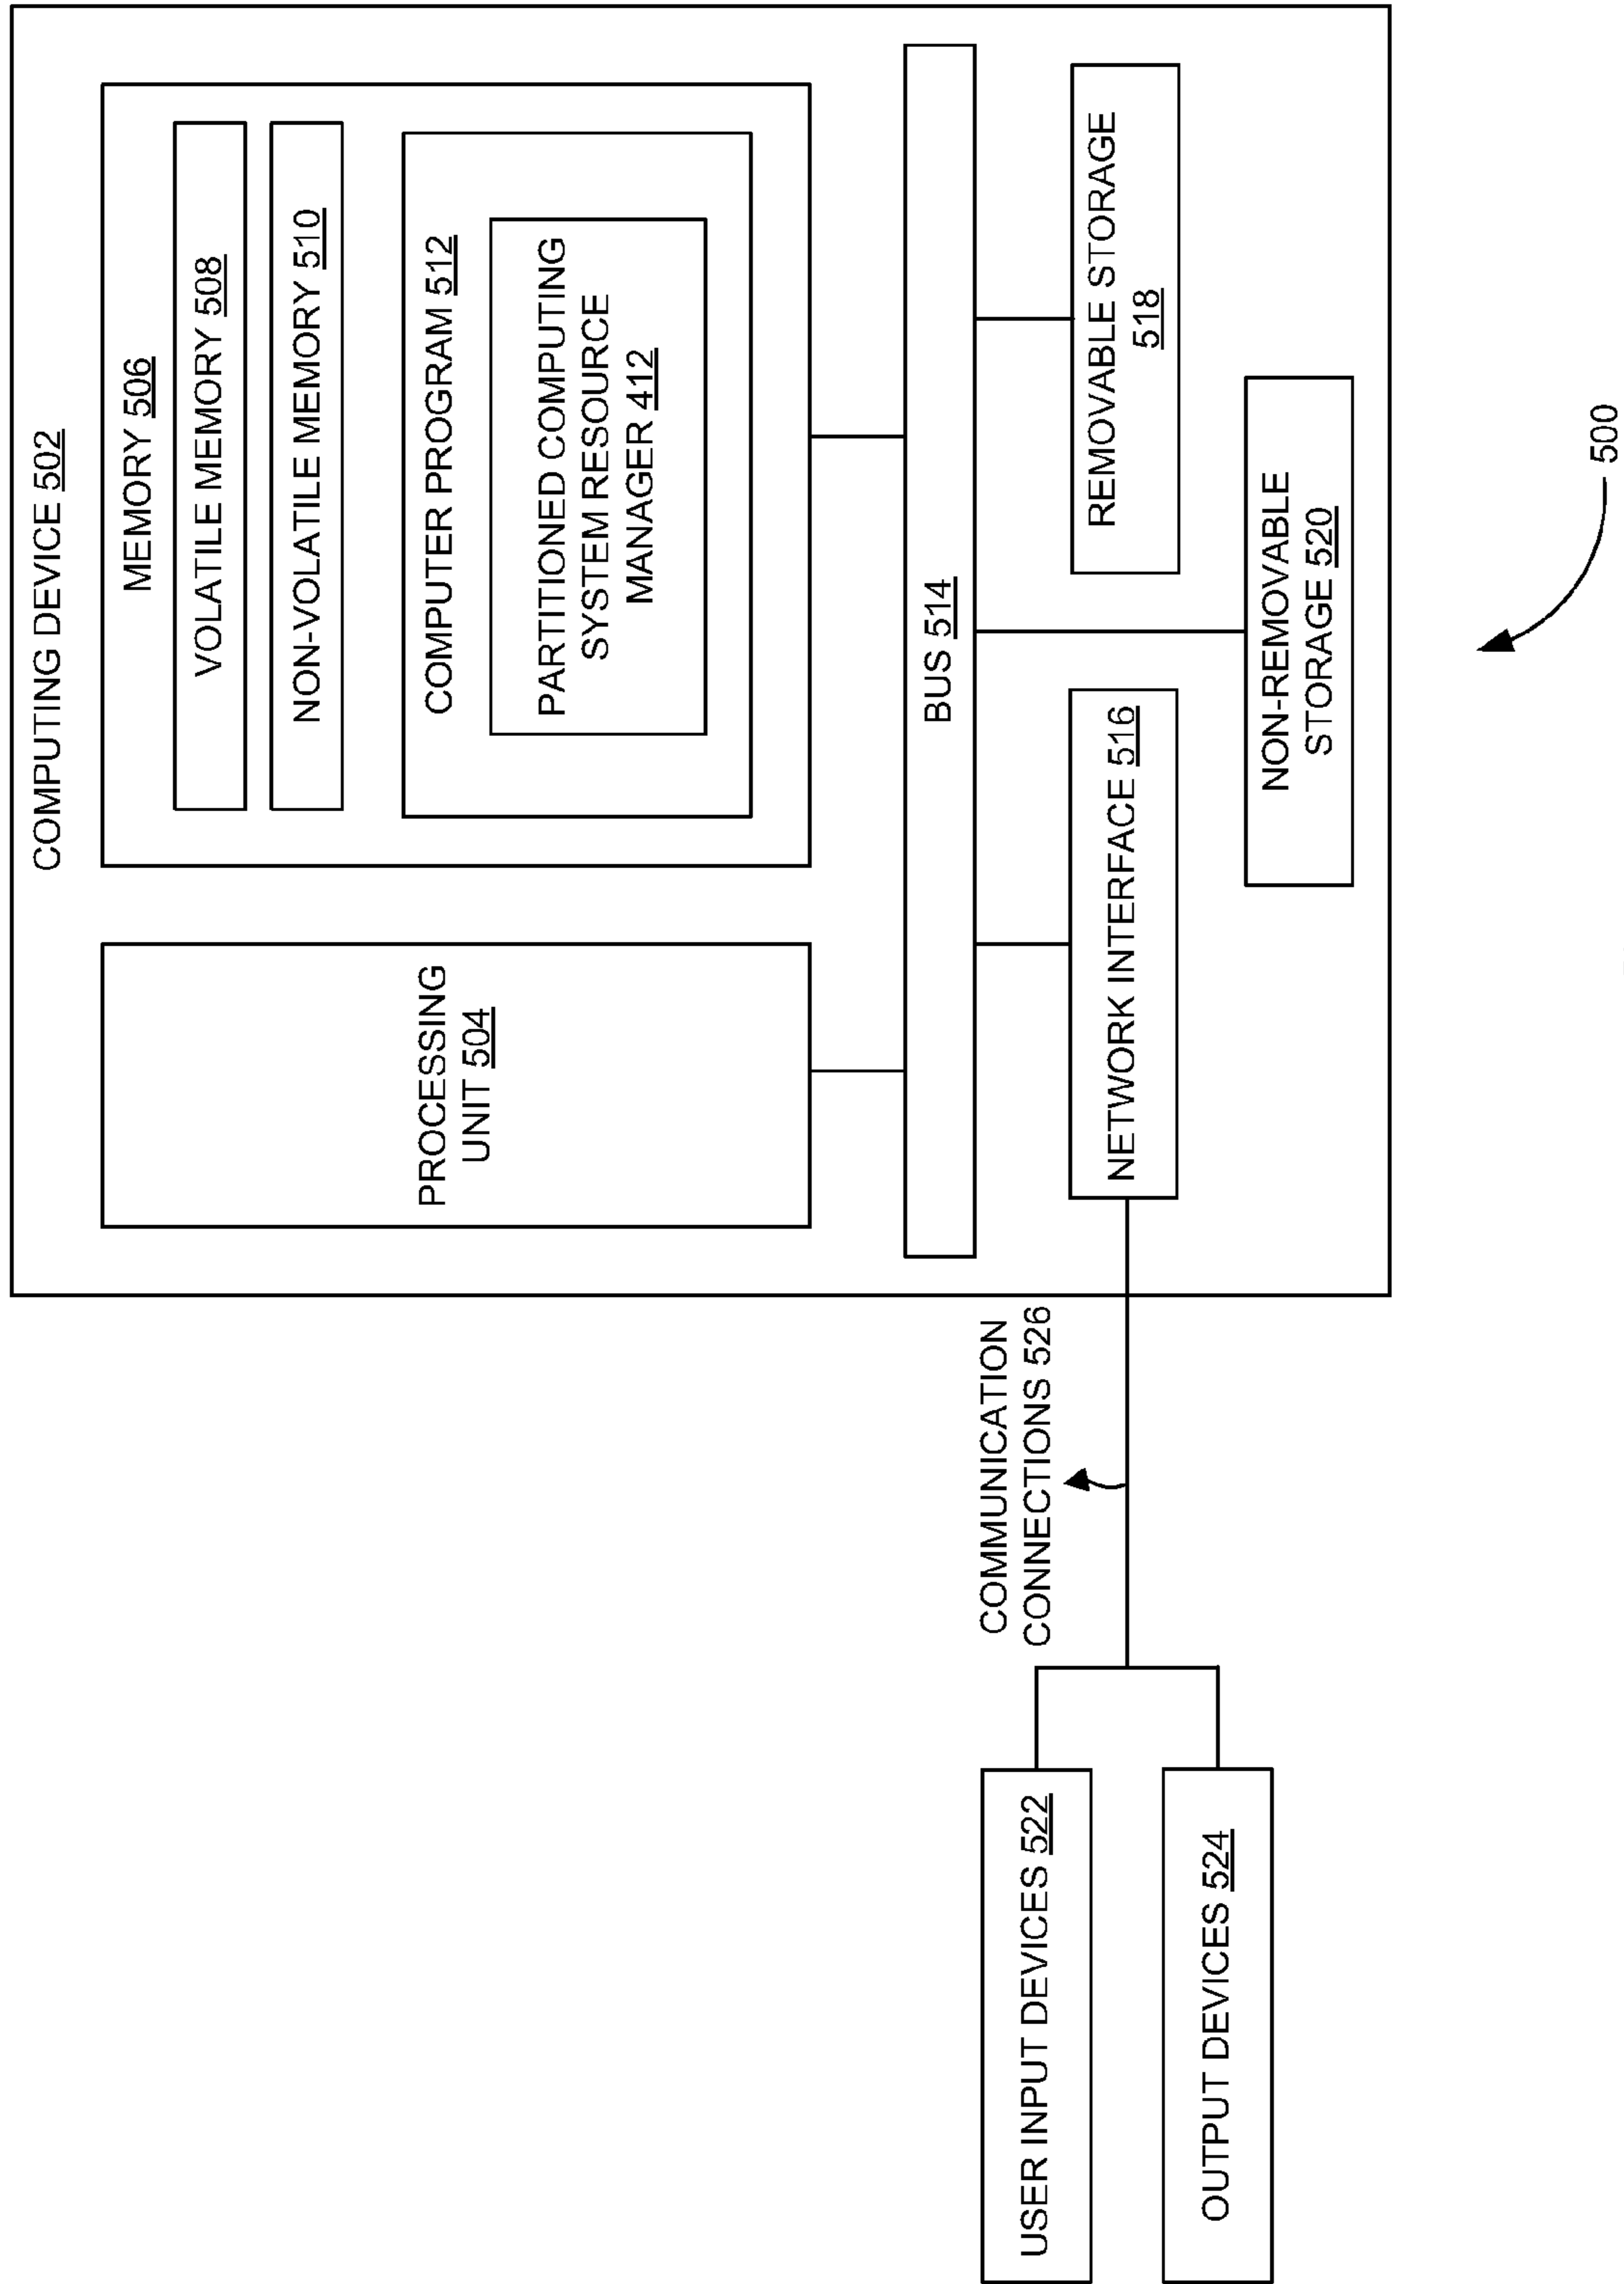 COMPUTING DEVICE 502
PROCESSING
UNIT 504
MEMORY 506
VOLATILE MEMORY 508
NON-VOLATILE MEMORY 510
COMPUTER PROGRAM 512
PARTITIONED COMPUTING
SYSTEM RESOURCE
MANAGER 412
BUS 514
COMMUNICATION
CONNECTIONS 526
USER INPUT DEVICES 522
OUTPUT DEVICES 524
NETWORK INTERFACE 516
REMOVABLE STORAGE
518
NON-REMOVABLE
STORAGE 520
500